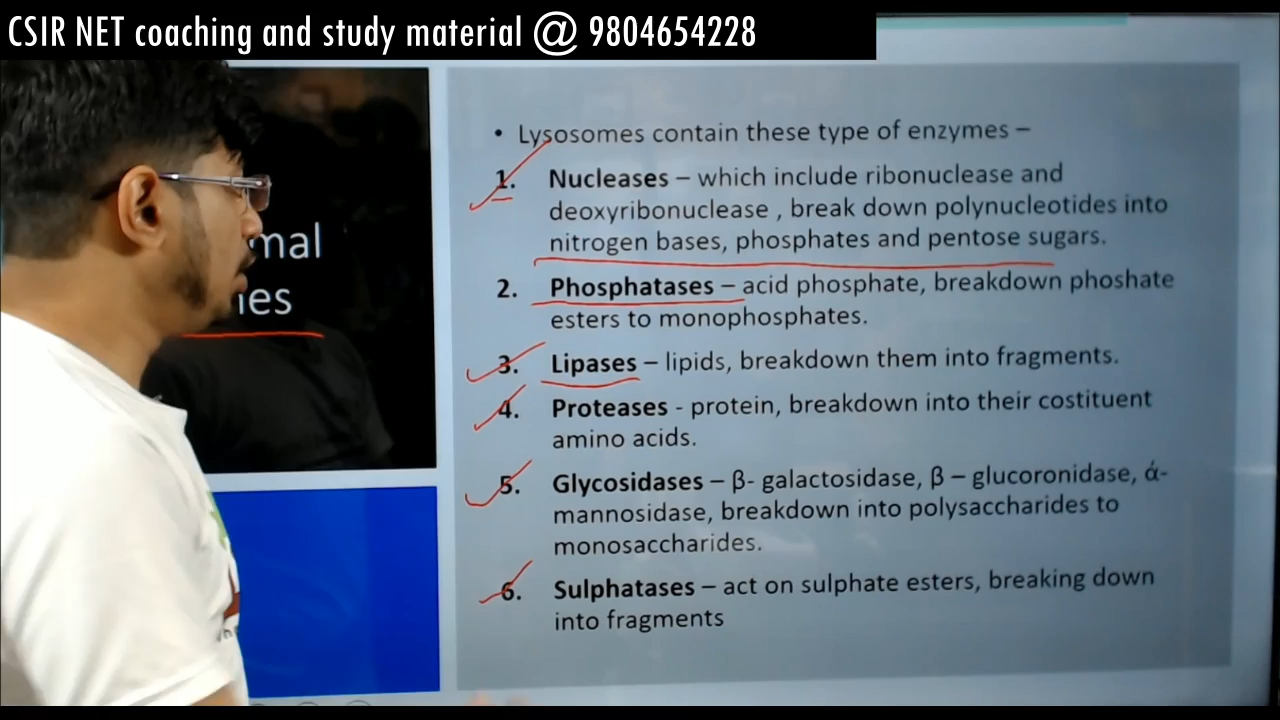 CSIR NET coaching and study material @ 9804654228
mal
ies
• Lysosomes contain these type of enzymes –
1. Nucleases – which include ribonuclease and
deoxyribonuclease , break down polynucleotides into
nitrogen bases, phosphates and pentose sugars.
2. Phosphatases – acid phosphate, breakdown phoshate
esters to monophosphates.
3. Lipases – lipids, breakdown them into fragments.
4. Proteases - protein, breakdown into their costituent
amino acids.
5. Glycosidases – β- galactosidase, β – glucoronidase, ά-
mannosidase, breakdown into polysaccharides to
monosaccharides.
6. Sulphatases – act on sulphate esters, breaking down
into fragments